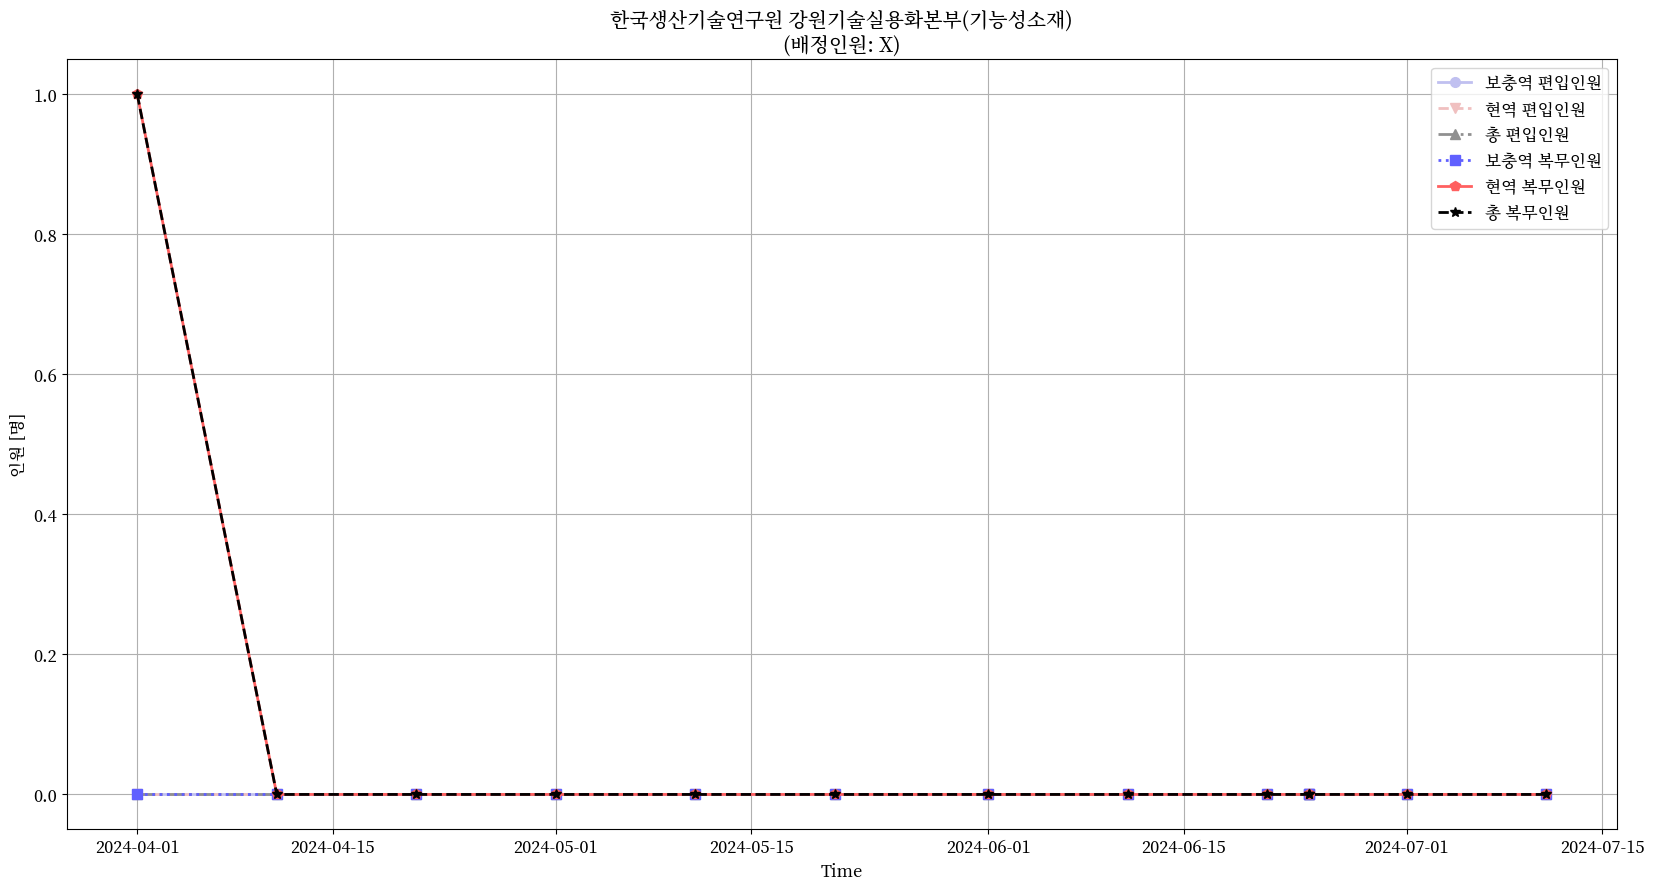 한국생산기술연구원 강원기술실용화본부(기능성소재)
(배정인원: X)
보충역 편입인원
현역 편입인원
총 편입인원
보충역 복무인원
현역 복무인원
총 복무인원
인원 [명]
1.0
0.8
0.6
0.4
0.2
0.0
2024-04-01
2024-04-15
2024-05-01
2024-05-15
2024-06-01
2024-06-15
2024-07-01
2024-07-15
Time